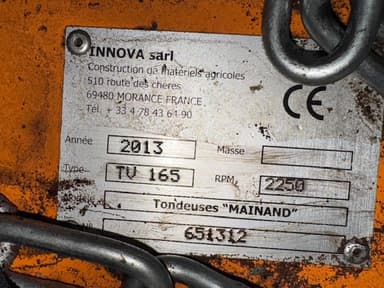 INNOVA sarl
Construction de matériels agricoles
510 route des chères
69480 MORANCE FRANCE
Tél. + 33 4 78 43 61 90
CE
Année 2013 Masse
Type TV 165 RPM 2250
Tondeuses "MAINAND"
651312